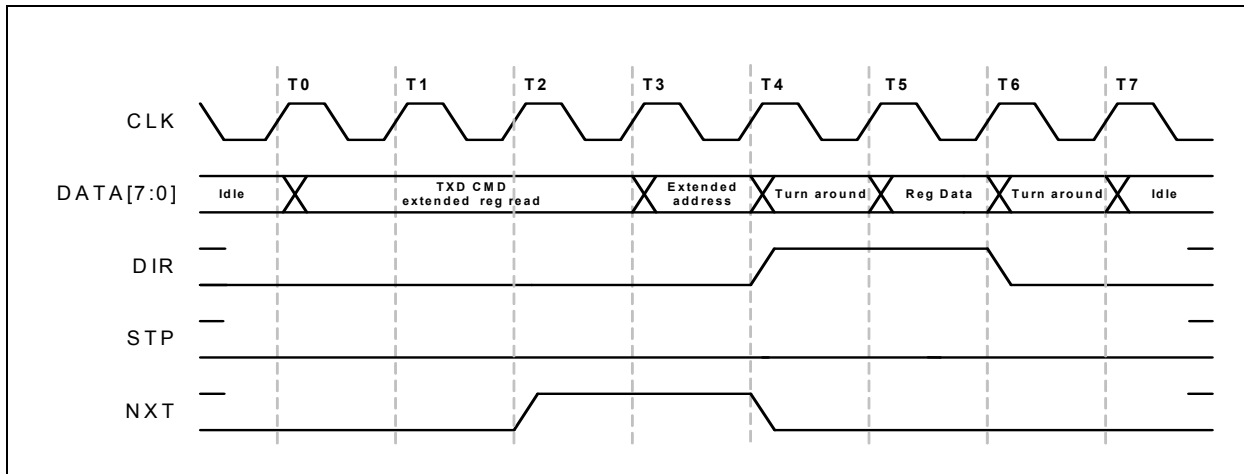 T0 T1 T2 T3 T4 T5 T6 T7
CLK
DATA[7:0]
Idle
TXD CMD
extended reg read
Extended
address
Turn around
Reg Data
Turn around
Idle
DIR
STP
NXT